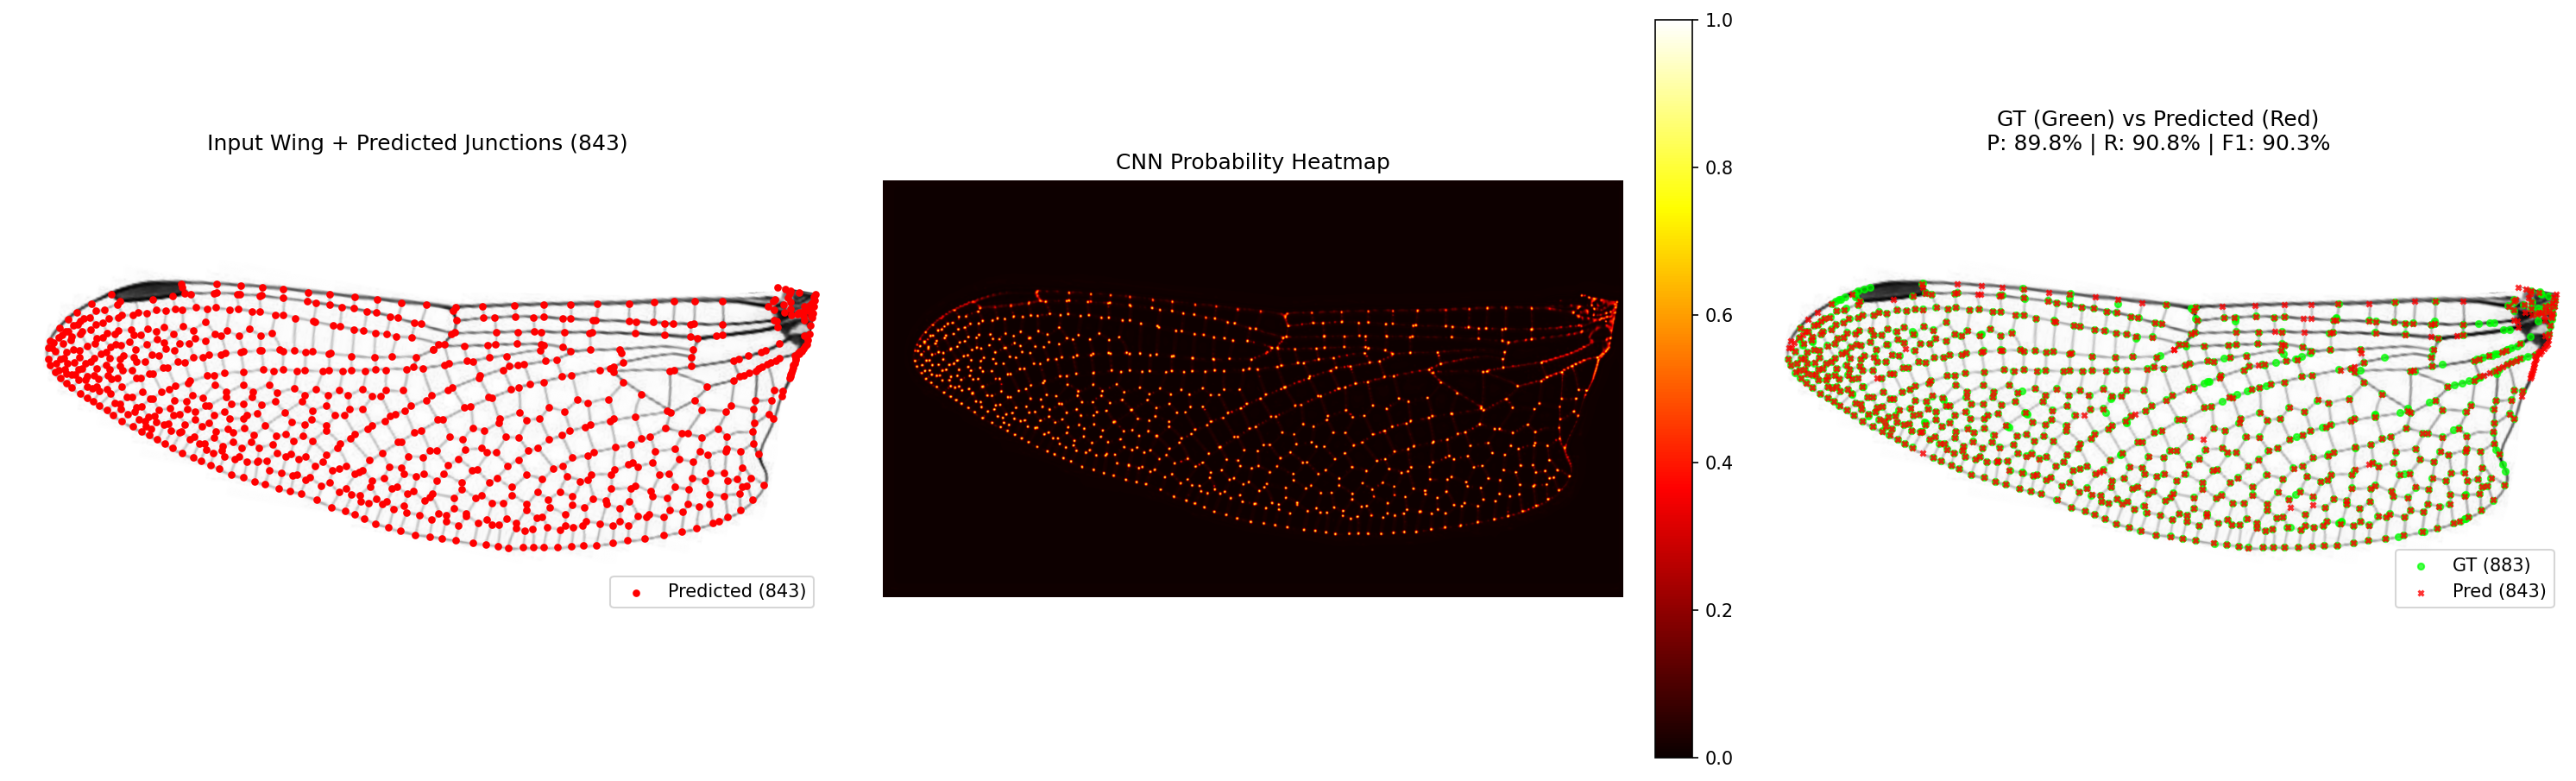 Input Wing + Predicted Junctions (843)
Predicted (843)
CNN Probability Heatmap
1.0
0.8
0.6
0.4
0.2
0.0
GT (Green) vs Predicted (Red)
P: 89.8% | R: 90.8% | F1: 90.3%
GT (883)
Pred (843)